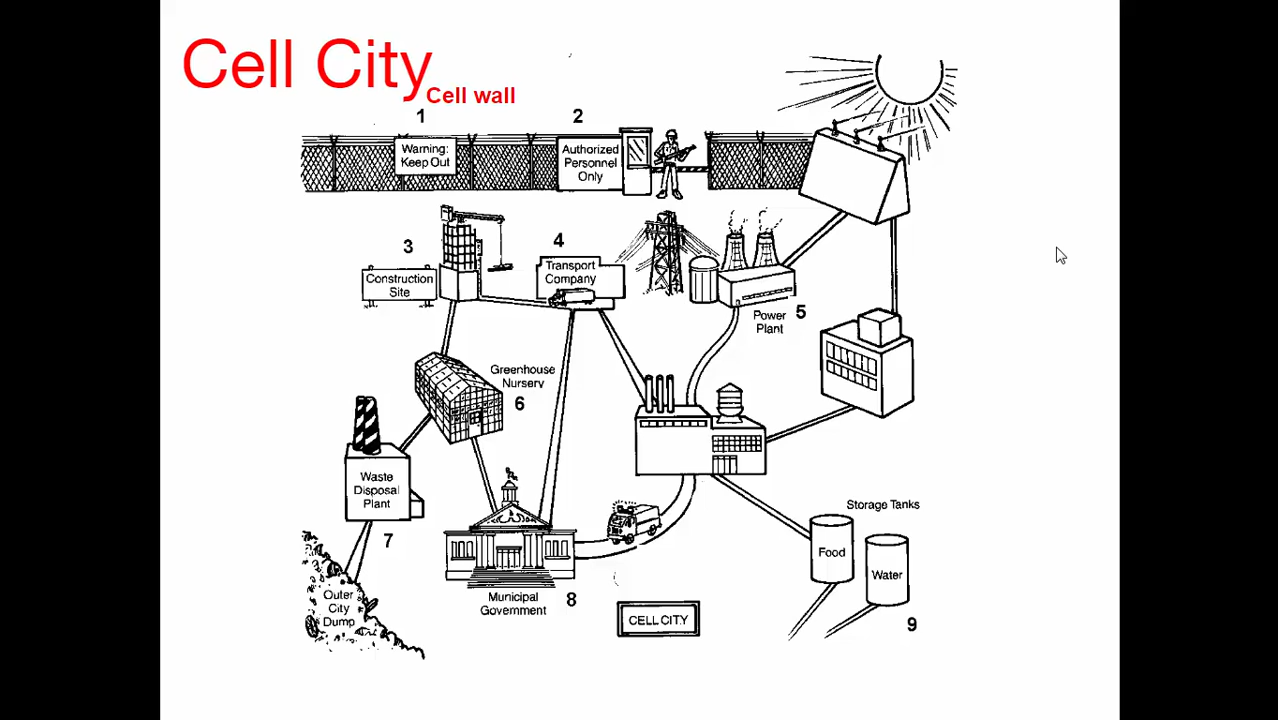 Cell City
Cell wall
1
2
Warning:
Keep Out
Authorized
Personnel
Only
3
4
Construction
Site
Transport
Company
Power
Plant
5
Greenhouse
Nursery
6
Waste
Disposal
Plant
7
Storage Tanks
Food
Water
Outer
City
Dump
Municipal
Government
8
CELL CITY
9